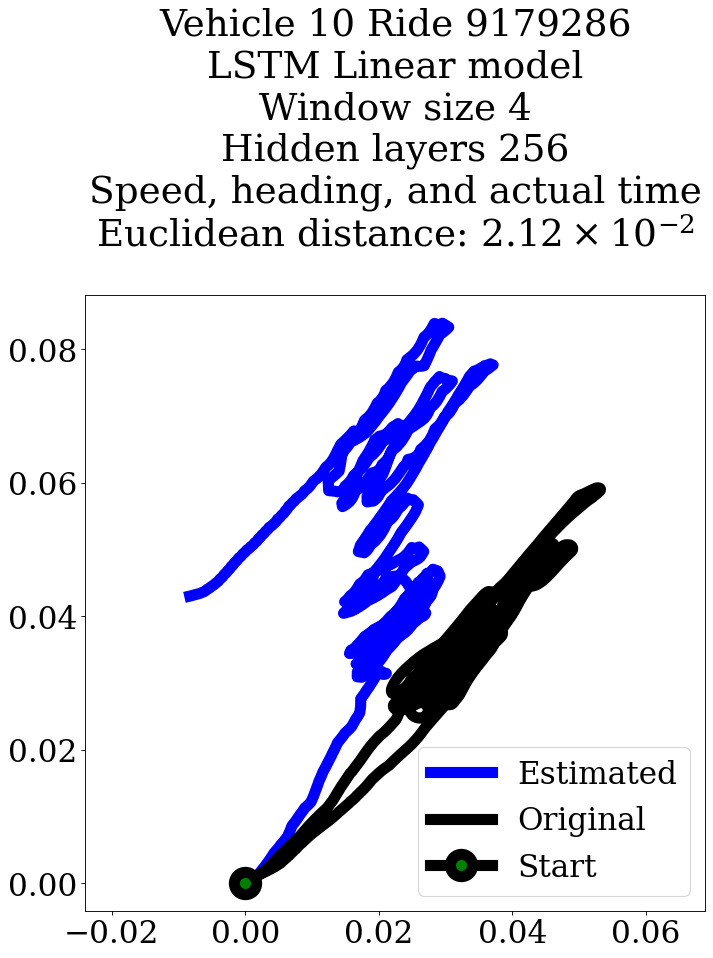 Vehicle 10 Ride 9179286
LSTM Linear model
Window size 4
Hidden layers 256
Speed, heading, and actual time
Euclidean distance: 2.12 × 10⁻²
0.08
0.06
0.04
0.02
0.00
Estimated
Original
Start
−0.02 0.00 0.02 0.04 0.06